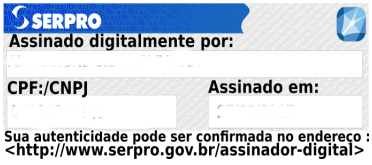 SERPRO
Assinado digitalmente por:
CPF:/CNPJ
Assinado em:
Sua autenticidade pode ser confirmada no endereço :
<http://www.serpro.gov.br/assinador-digital>